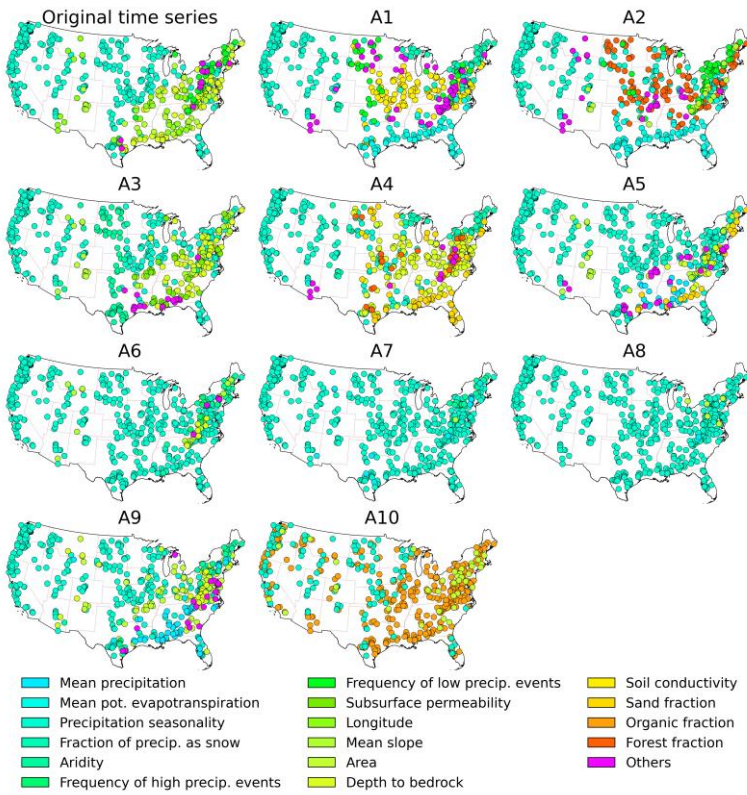 Original time series
A1
A2
A3
A4
A5
A6
A7
A8
A9
A10
Mean precipitation
Mean pot. evapotranspiration
Precipitation seasonality
Fraction of precip. as snow
Aridity
Frequency of high precip. events
Frequency of low precip. events
Subsurface permeability
Longitude
Mean slope
Area
Depth to bedrock
Soil conductivity
Sand fraction
Organic fraction
Forest fraction
Others